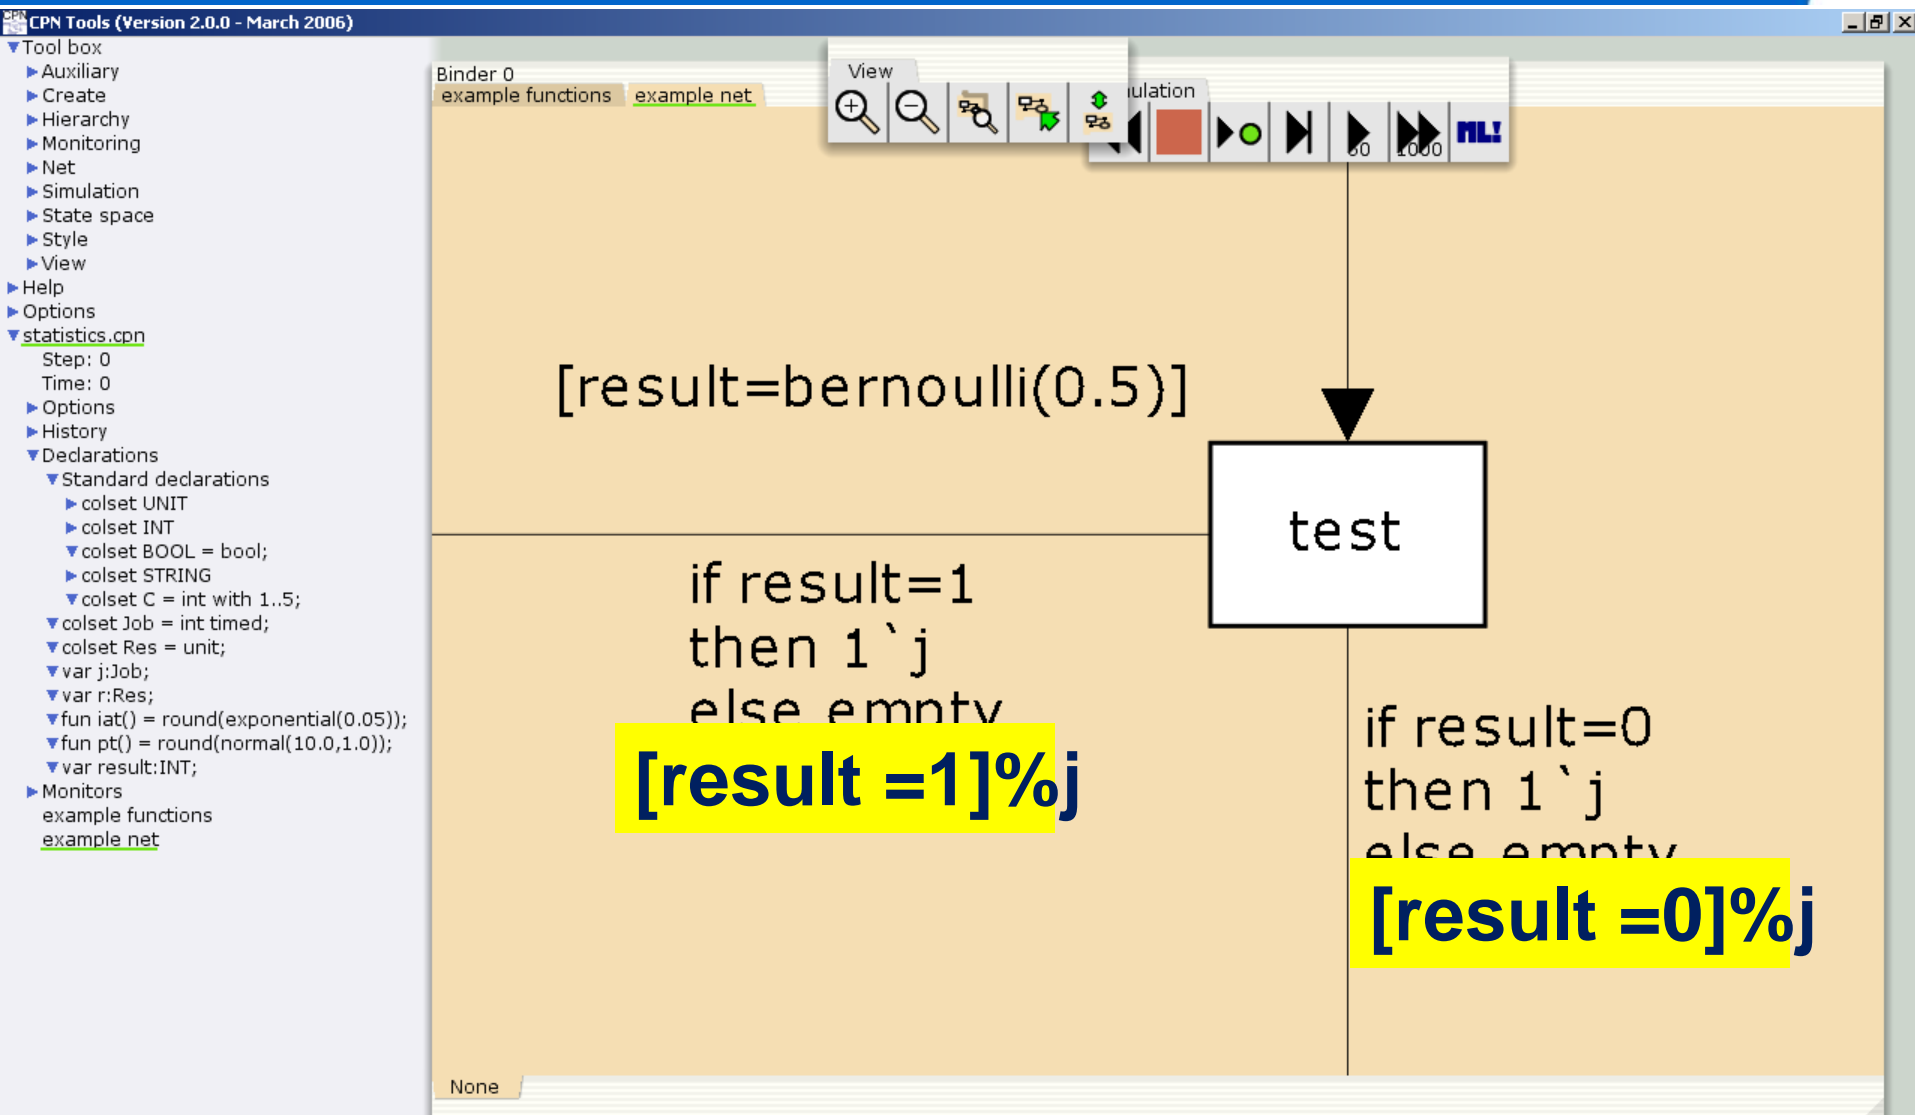 CPN Tools (Version 2.0.0 - March 2006)
Tool box
Auxiliary
Create
Hierarchy
Monitoring
Net
Simulation
State space
Style
View
Help
Options
statistics.cpn
Step: 0
Time: 0
Options
History
Declarations
Standard declarations
colset UNIT
colset INT
colset BOOL = bool;
colset STRING
colset C = int with 1..5;
colset Job = int timed;
colset Res = unit;
var j:Job;
var r:Res;
fun iat() = round(exponential(0.05));
fun pt() = round(normal(10.0,1.0));
var result:INT;
Monitors
example functions
example net
Binder 0
example functions example net
View
ulation
50 1000 ML!
[result=bernoulli(0.5)]
test
if result=1
then 1`j
else empty
[result =1]%j
if result=0
then 1`j
else empty
[result =0]%j
None